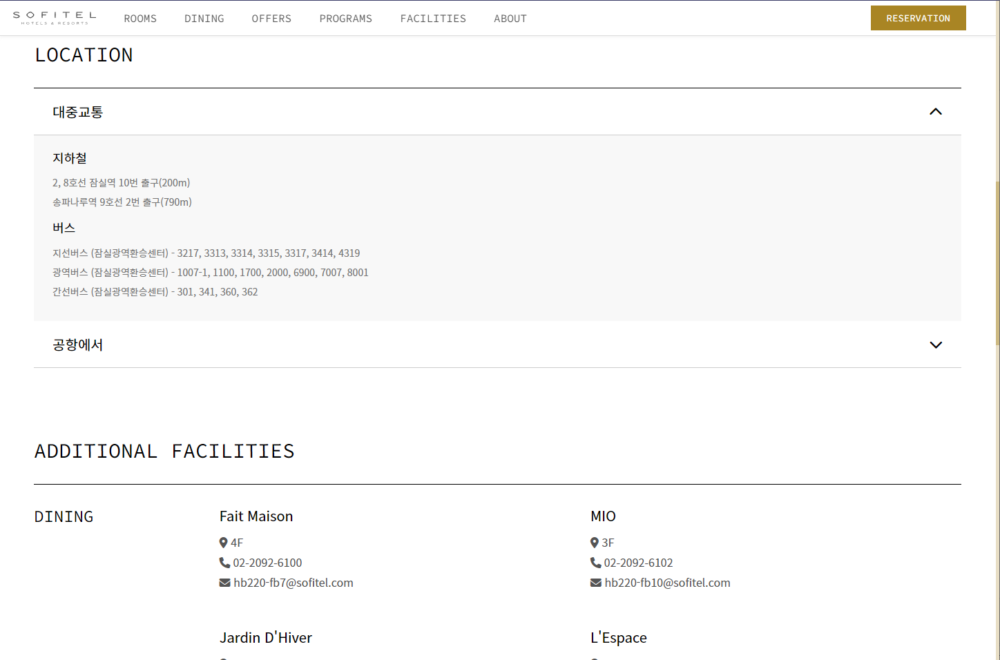 SOFITEL
HOTELS & RESORTS
ROOMS DINING OFFERS PROGRAMS FACILITIES ABOUT RESERVATION
LOCATION
대중교통
지하철
2, 8호선 잠실역 10번 출구(200m)
송파나루역 9호선 2번 출구(790m)
버스
지선버스 (잠실광역환승센터) - 3217, 3313, 3314, 3315, 3317, 3414, 4319
광역버스 (잠실광역환승센터) - 1007-1, 1100, 1700, 2000, 6900, 7007, 8001
간선버스 (잠실광역환승센터) - 301, 341, 360, 362
공항에서
ADDITIONAL FACILITIES
DINING
Fait Maison
4F
02-2092-6100
hb220-fb7@sofitel.com
MIO
3F
02-2092-6102
hb220-fb10@sofitel.com
Jardin D'Hiver
L'Espace